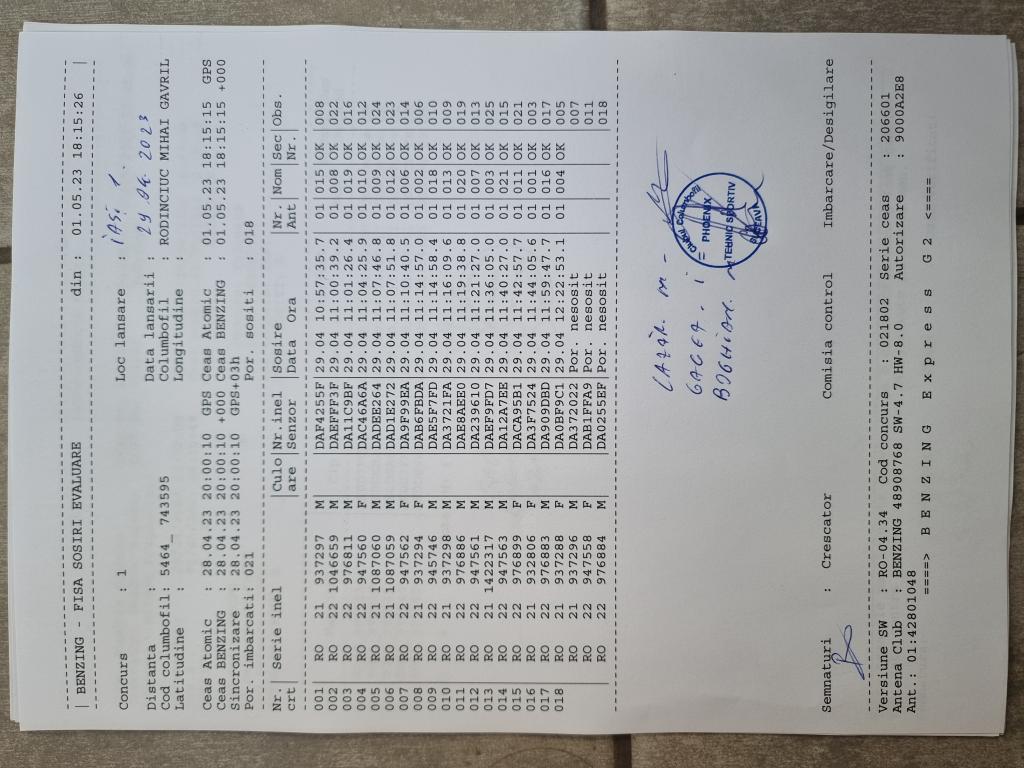 | BENZING - FISA SOSIRI EVALUARE din : 01.05.23 18:15:26 |
Concurs : 1 Loc lansare : IASI 1.
Distanta : Data lansarii : 29.04.2023
Cod columbofil: 5464_ 743595 Columbofil : RODINCIUC MIHAI GAVRIL
Latitudine : Longitudine :
Ceas Atomic : 28.04.23 20:00:10 GPS Ceas Atomic : 01.05.23 18:15:15 GPS
Ceas BENZING : 28.04.23 20:00:10 +000 Ceas BENZING : 01.05.23 18:15:15 +000
Sincronizare : 28.04.23 20:00:10 GPS+03h
Por. imbarcati: 021 Por. sositi : 018
Nr. | Serie inel |Culo|Nr.inel |Sosire |Nr |Nom|Sec|Obs.
crt| |are |Senzor |Data Ora |Ant| |Nr.|
001 RO 21 937297 M DAF4255F 29.04 10:57:35.7 01 015 OK 008
002 RO 22 1046659 M DAEFFF3F 29.04 11:00:39.2 01 008 OK 022
003 RO 22 976811 M DA11C9BF 29.04 11:01:26.4 01 019 OK 016
004 RO 22 947560 F DAC46A6A 29.04 11:04:25.9 01 010 OK 012
005 RO 21 1087060 M DADEE264 29.04 11:07:46.8 01 009 OK 024
006 RO 21 1087059 M DAD1E272 29.04 11:07:51.8 01 012 OK 023
007 RO 22 947562 F DA9F99EA 29.04 11:10:40.5 01 006 OK 014
008 RO 21 937294 F DAB6FBDA 29.04 11:14:57.0 01 002 OK 006
009 RO 22 945746 M DAE5F7FD 29.04 11:14:58.4 01 018 OK 010
010 RO 21 937298 M DA3721FA 29.04 11:16:09.6 01 013 OK 009
011 RO 22 976886 M DAE8AEEA 29.04 11:19:38.8 01 020 OK 019
012 RO 22 947561 M DA239610 29.04 11:21:27.0 01 007 OK 013
013 RO 21 1422317 M DAEF9FD7 29.04 11:36:05.0 01 003 OK 025
014 RO 22 947563 M DA12A7EE 29.04 11:40:27.0 01 021 OK 015
015 RO 22 976899 F DACA95B1 29.04 11:42:57.7 01 011 OK 021
016 RO 21 932806 F DA3F7524 29.04 11:44:05.6 01 001 OK 003
017 RO 22 976883 M DA909DBD 29.04 11:59:47.7 01 016 OK 017
018 RO 21 937288 F DA0BF9C1 29.04 12:22:53.1 01 004 OK 005
RO 21 937296 M DA372022 Por. nesosit 007
RO 22 947558 F DAB1FFA9 Por. nesosit 011
RO 22 976884 M DA0255EF Por. nesosit 018
LAZĂR. M -
GACEA. I =
BOGHIAN.
PHOENIX
TEHNIC SPORTIV
Semnaturi : Crescator Comisia control Imbarcare/Desigilare
Versiune SW : RO-04.34 Cod concurs : 021802 Serie ceas : 206601
Antena Club : BENZING 48908768 SW-4.7 HW-8.0 Autorizare : 9000A2E8
Ant.: 01:42801048
====> B E N Z I N G E x p r e s s G 2 <====